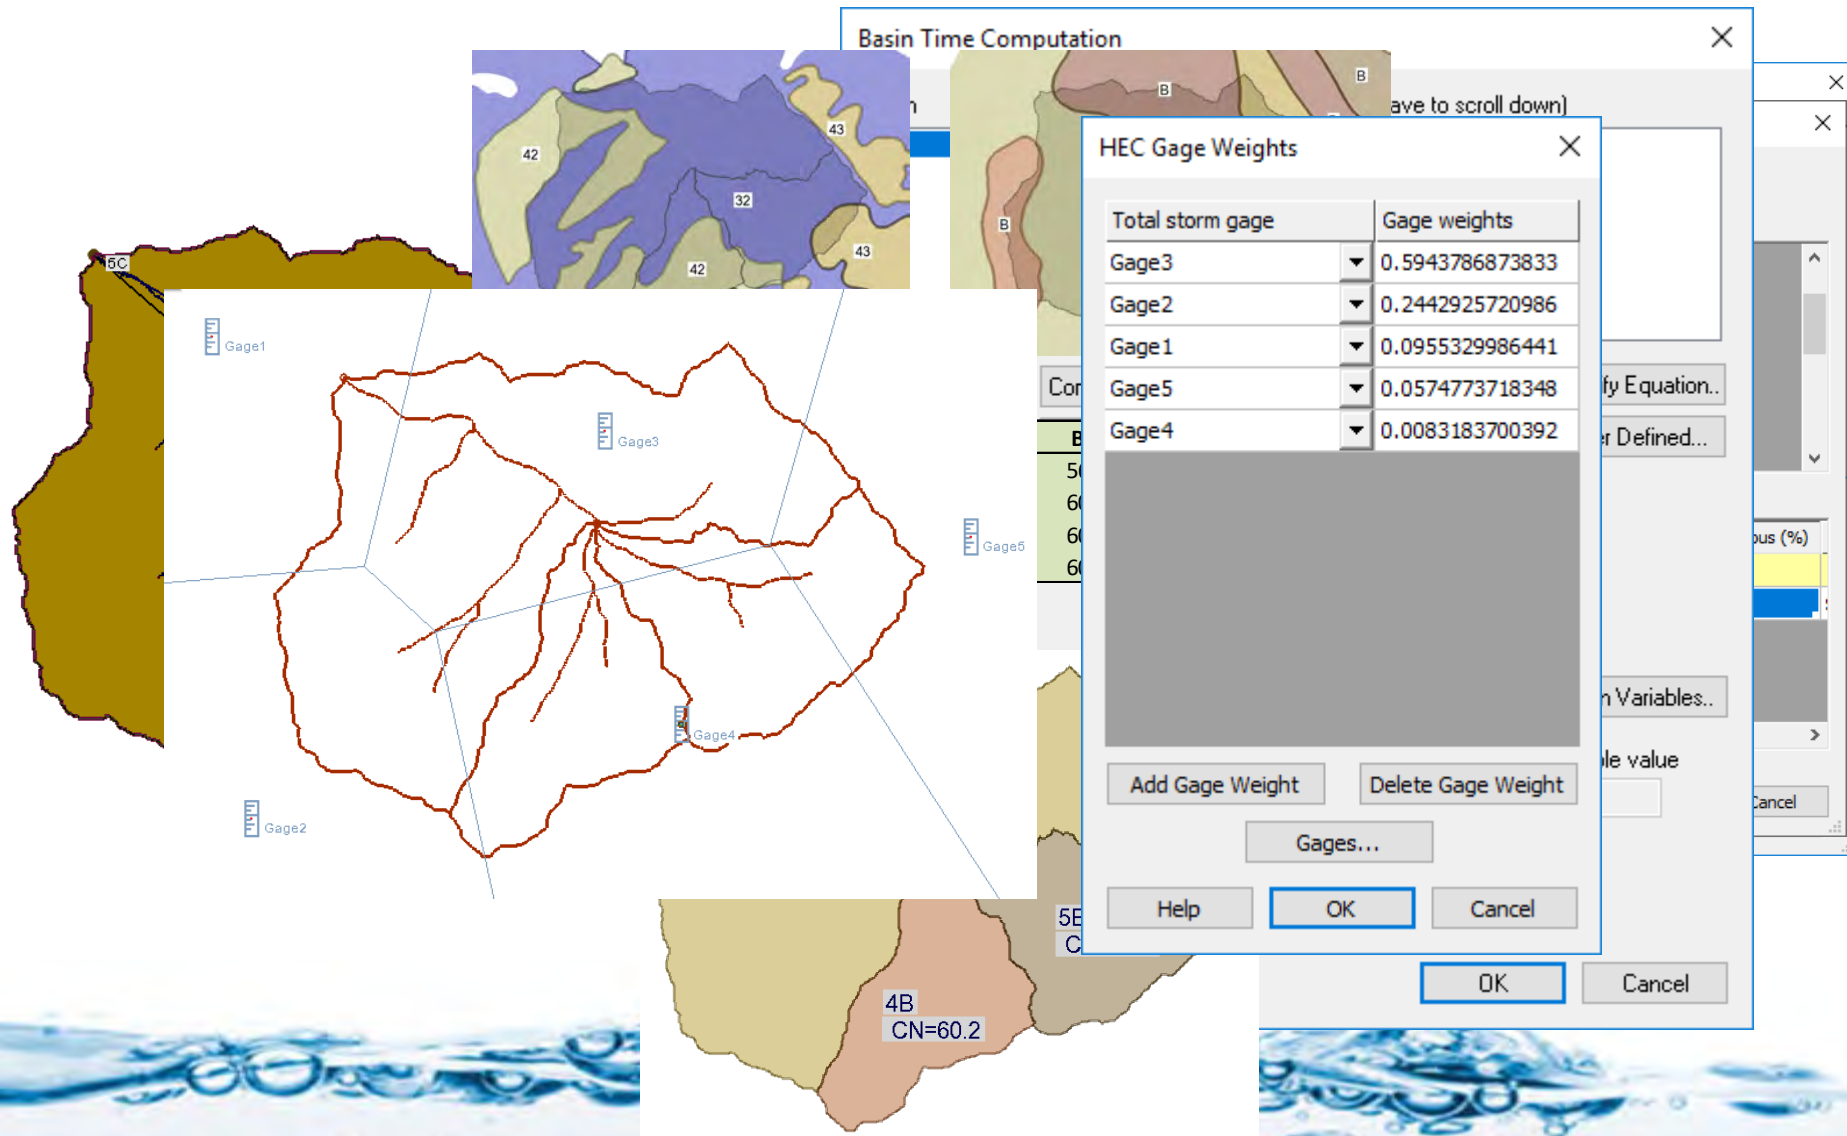 Basin Time Computation
ave to scroll down)
42
43
32
43
42
B
B
B
5C
HEC Gage Weights
Total storm gage Gage weights
Gage3 0.5943786873833
Gage2 0.2442925720986
Gage1 0.0955329986441
Gage5 0.0574773718348
Gage4 0.0083183700392
Add Gage Weight Delete Gage Weight
Gages...
Help OK Cancel
Gage1
Gage3
Gage5
Gage4
Gage2
fy Equation..
r Defined...
(%)
Variables..
value
Cancel
OK Cancel
4B
CN=60.2